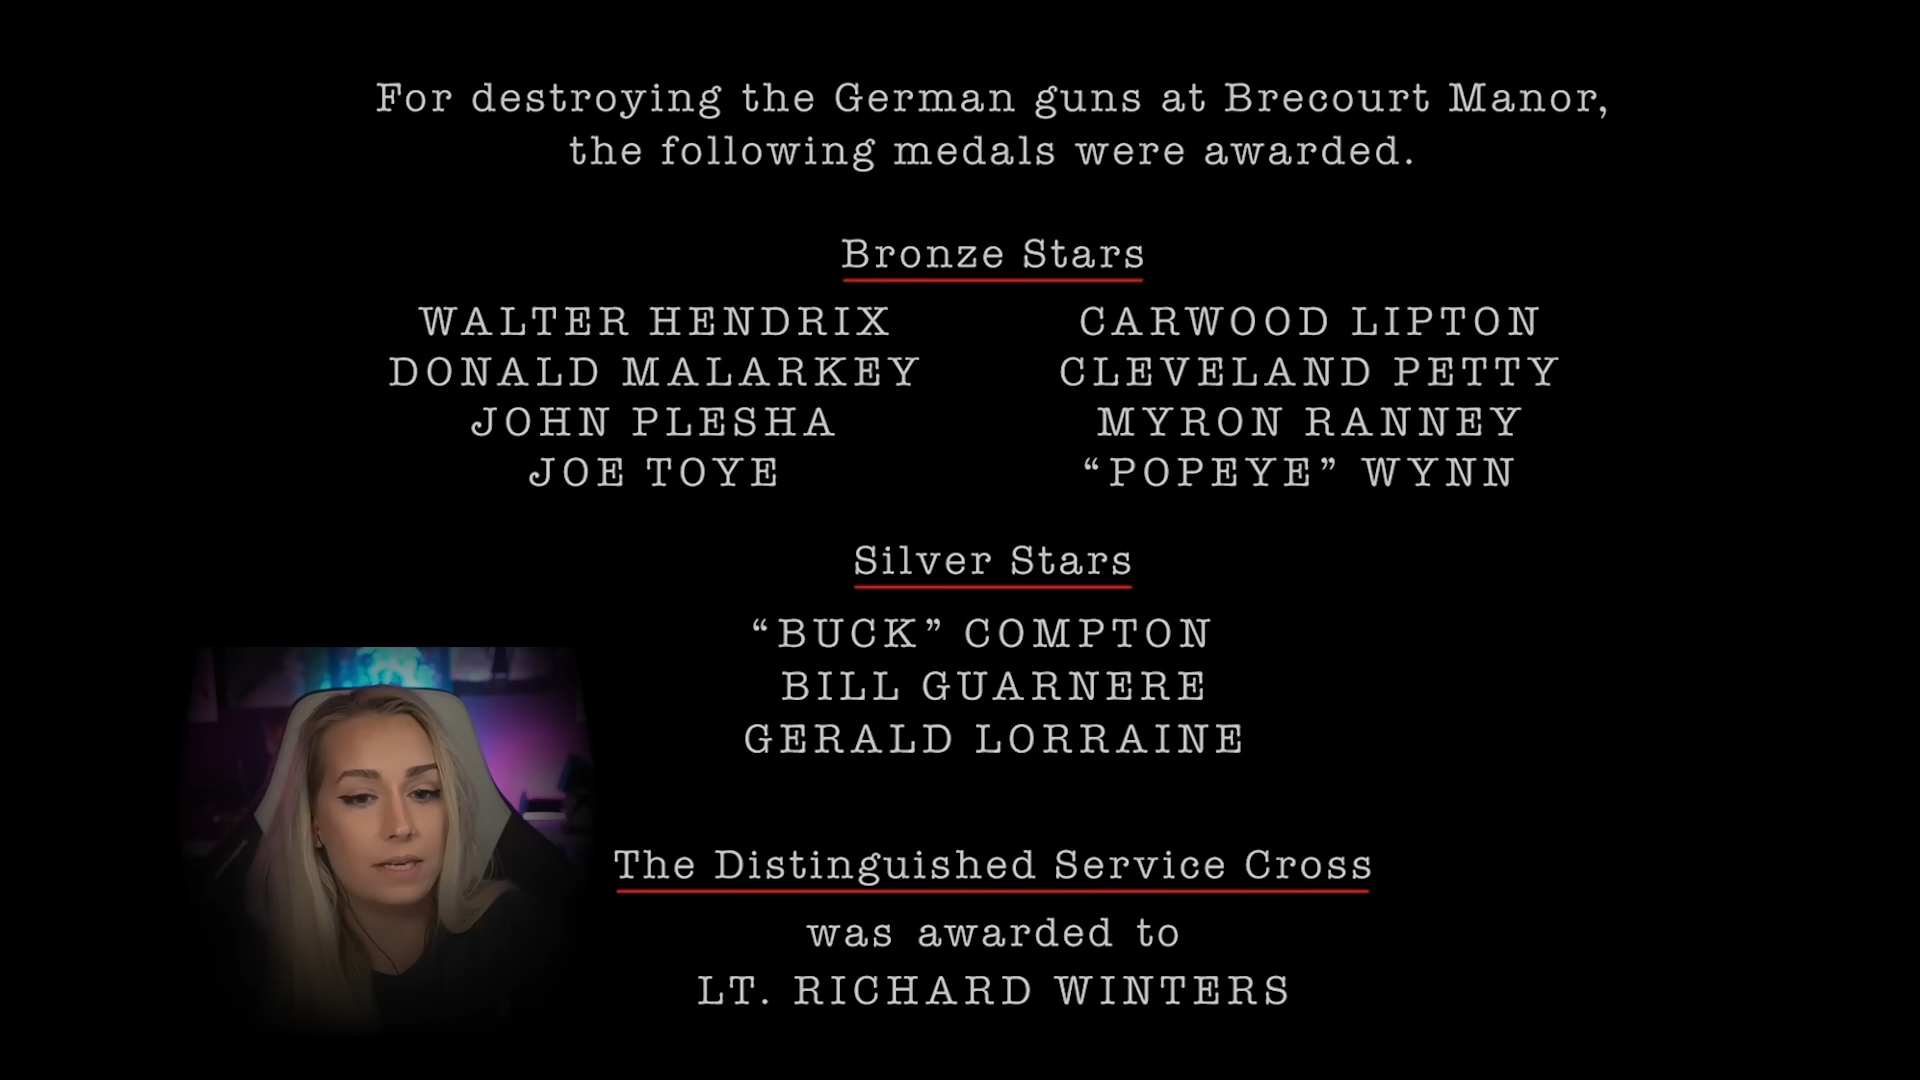 For destroying the German guns at Brecourt Manor,
the following medals were awarded.
Bronze Stars
WALTER HENDRIX
DONALD MALARKEY
JOHN PLESHA
JOE TOYE
CARWOOD LIPTON
CLEVELAND PETTY
MYRON RANNEY
“POPEYE” WYNN
Silver Stars
“BUCK” COMPTON
BILL GUARNERE
GERALD LORRAINE
The Distinguished Service Cross
was awarded to
LT. RICHARD WINTERS